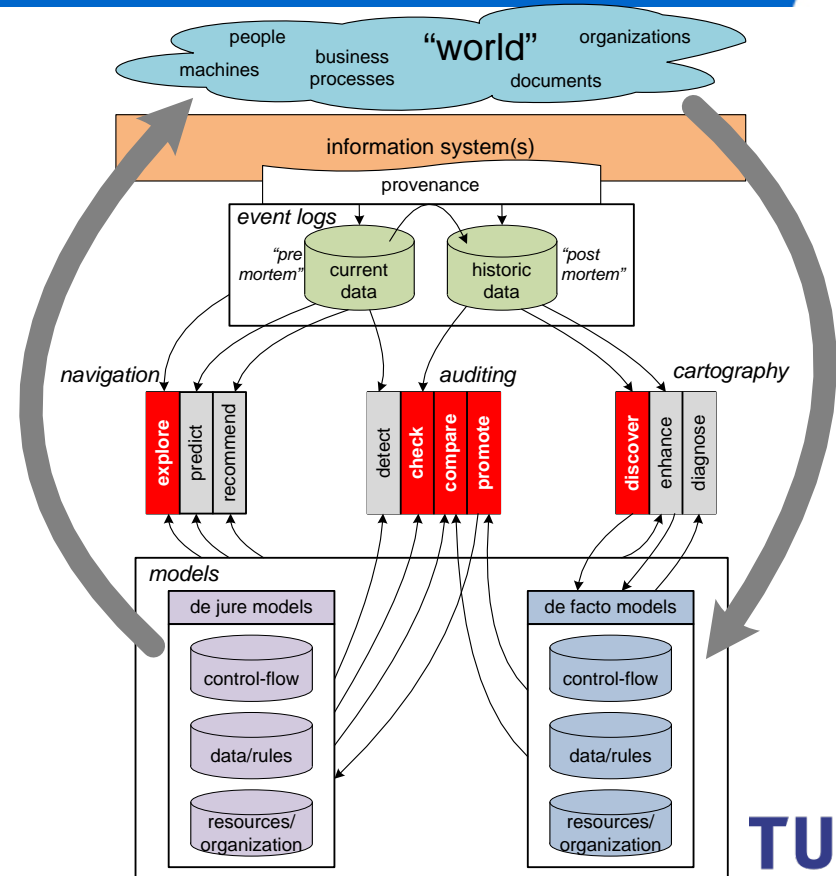 people
“world”
organizations
machines
business
processes
documents
information system(s)
provenance
event logs
“pre
mortem”
current
data
historic
data
“post
mortem”
navigation
auditing
cartography
explore
predict
recommend
detect
check
compare
promote
discover
enhance
diagnose
models
de jure models
control-flow
data/rules
resources/
organization
de facto models
control-flow
data/rules
resources/
organization
TU